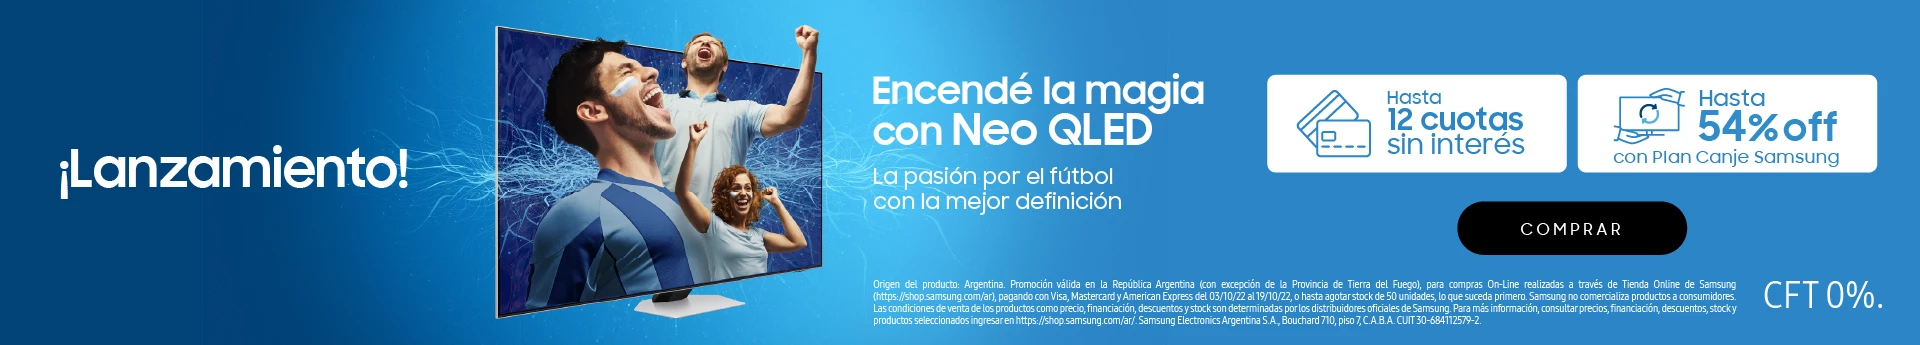 ¡Lanzamiento!
Encendé la magia
con Neo QLED
La pasión por el fútbol
con la mejor definición
Hasta
12 cuotas
sin interés
Hasta
54% off
con Plan Canje Samsung
COMPRAR
Origen del producto: Argentina. Promoción válida en la República Argentina (con excepción de la Provincia de Tierra del Fuego), para compras On-Line realizadas a través de Tienda Online de Samsung
(https://shop.samsung.com/ar), pagando con Visa, Mastercard y American Express del 03/10/22 al 19/10/22, o hasta agotar stock de 50 unidades, lo que suceda primero. Samsung no comercializa productos a consumidores.
Las condiciones de venta de los productos como precio, financiación, descuentos y stock son determinadas por los distribuidores oficiales de Samsung. Para más información, consultar precios, financiación, descuentos, stock y
productos seleccionados ingresar en https://shop.samsung.com/ar/. Samsung Electronics Argentina S.A., Bouchard 710, piso 7, C.A.B.A. CUIT 30-684112579-2.
CFT 0%.